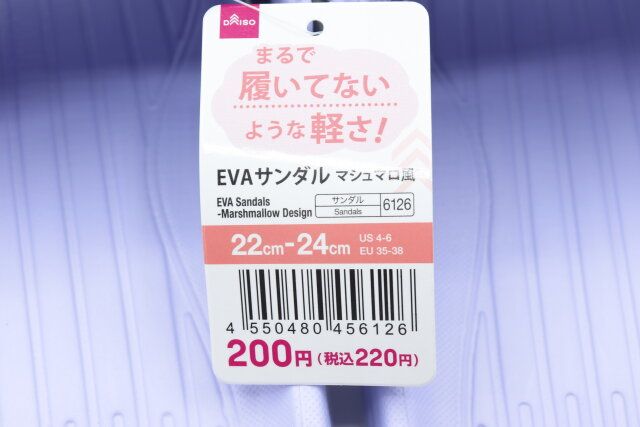 DAISO
まるで
履いてない
ような軽さ!
EVAサンダル マシュマロ風
EVA Sandals
-Marshmallow Design
サンダル
Sandals
6126
22cm-24cm
US 4-6
EU 35-38
4 550480 456126
200円(税込220円)